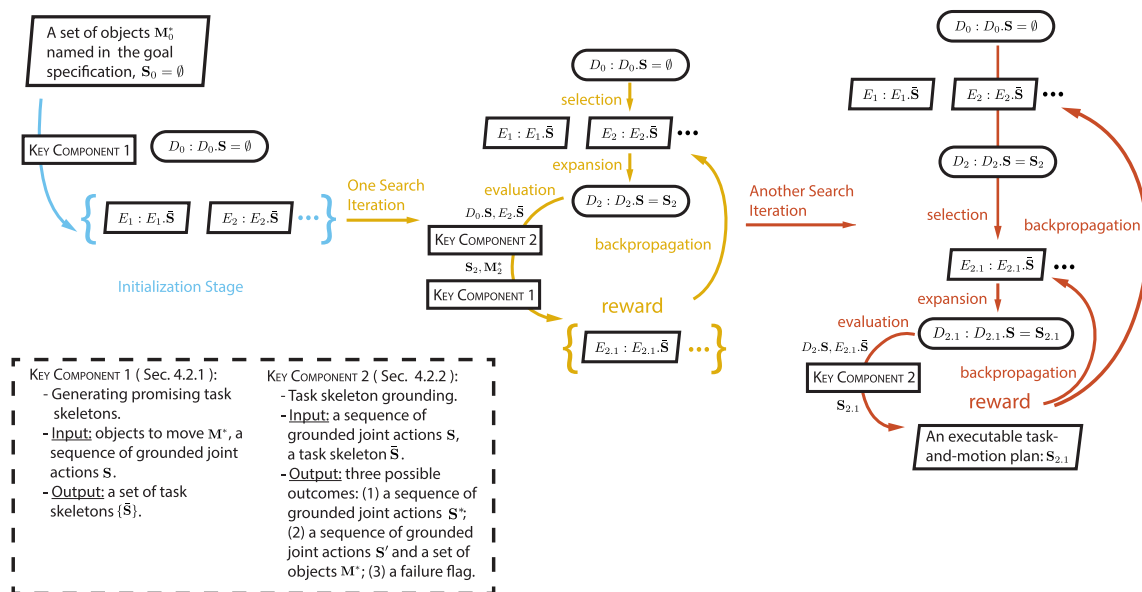 A set of objects M₀*
named in the goal
specification, S₀ = ∅
KEY COMPONENT 1
D₀ : D₀.S = ∅
{ E₁ : E₁.S̄ E₂ : E₂.S̄ ••• }
Initialization Stage
One Search
Iteration
D₀ : D₀.S = ∅
selection
E₁ : E₁.S̄ E₂ : E₂.S̄ •••
expansion
evaluation
D₂ : D₂.S = S₂
D₀.S, E₂.S̄
KEY COMPONENT 2
backpropagation
S₂, M₂*
KEY COMPONENT 1
reward
{ E₂.₁ : E₂.₁.S̄ ••• }
Another Search
Iteration
D₀ : D₀.S = ∅
E₁ : E₁.S̄ E₂ : E₂.S̄ •••
D₂ : D₂.S = S₂
selection
backpropagation
E₂.₁ : E₂.₁.S̄ •••
expansion
evaluation
D₂.₁ : D₂.₁.S = S₂.₁
D₂.S, E₂.₁.S̄
KEY COMPONENT 2
backpropagation
S₂.₁
reward
An executable task-
and-motion plan: S₂.₁
KEY COMPONENT 1 ( Sec. 4.2.1 ):
- Generating promising task
skeletons.
- Input: objects to move M*, a
sequence of grounded joint
actions S.
- Output: a set of task
skeletons {S̄}.
KEY COMPONENT 2 ( Sec. 4.2.2 ):
- Task skeleton grounding.
- Input: a sequence of
grounded joint actions S,
a task skeleton S̄.
- Output: three possible
outcomes: (1) a sequence of
grounded joint actions S*;
(2) a sequence of grounded
joint actions S′ and a set of
objects M*; (3) a failure flag.